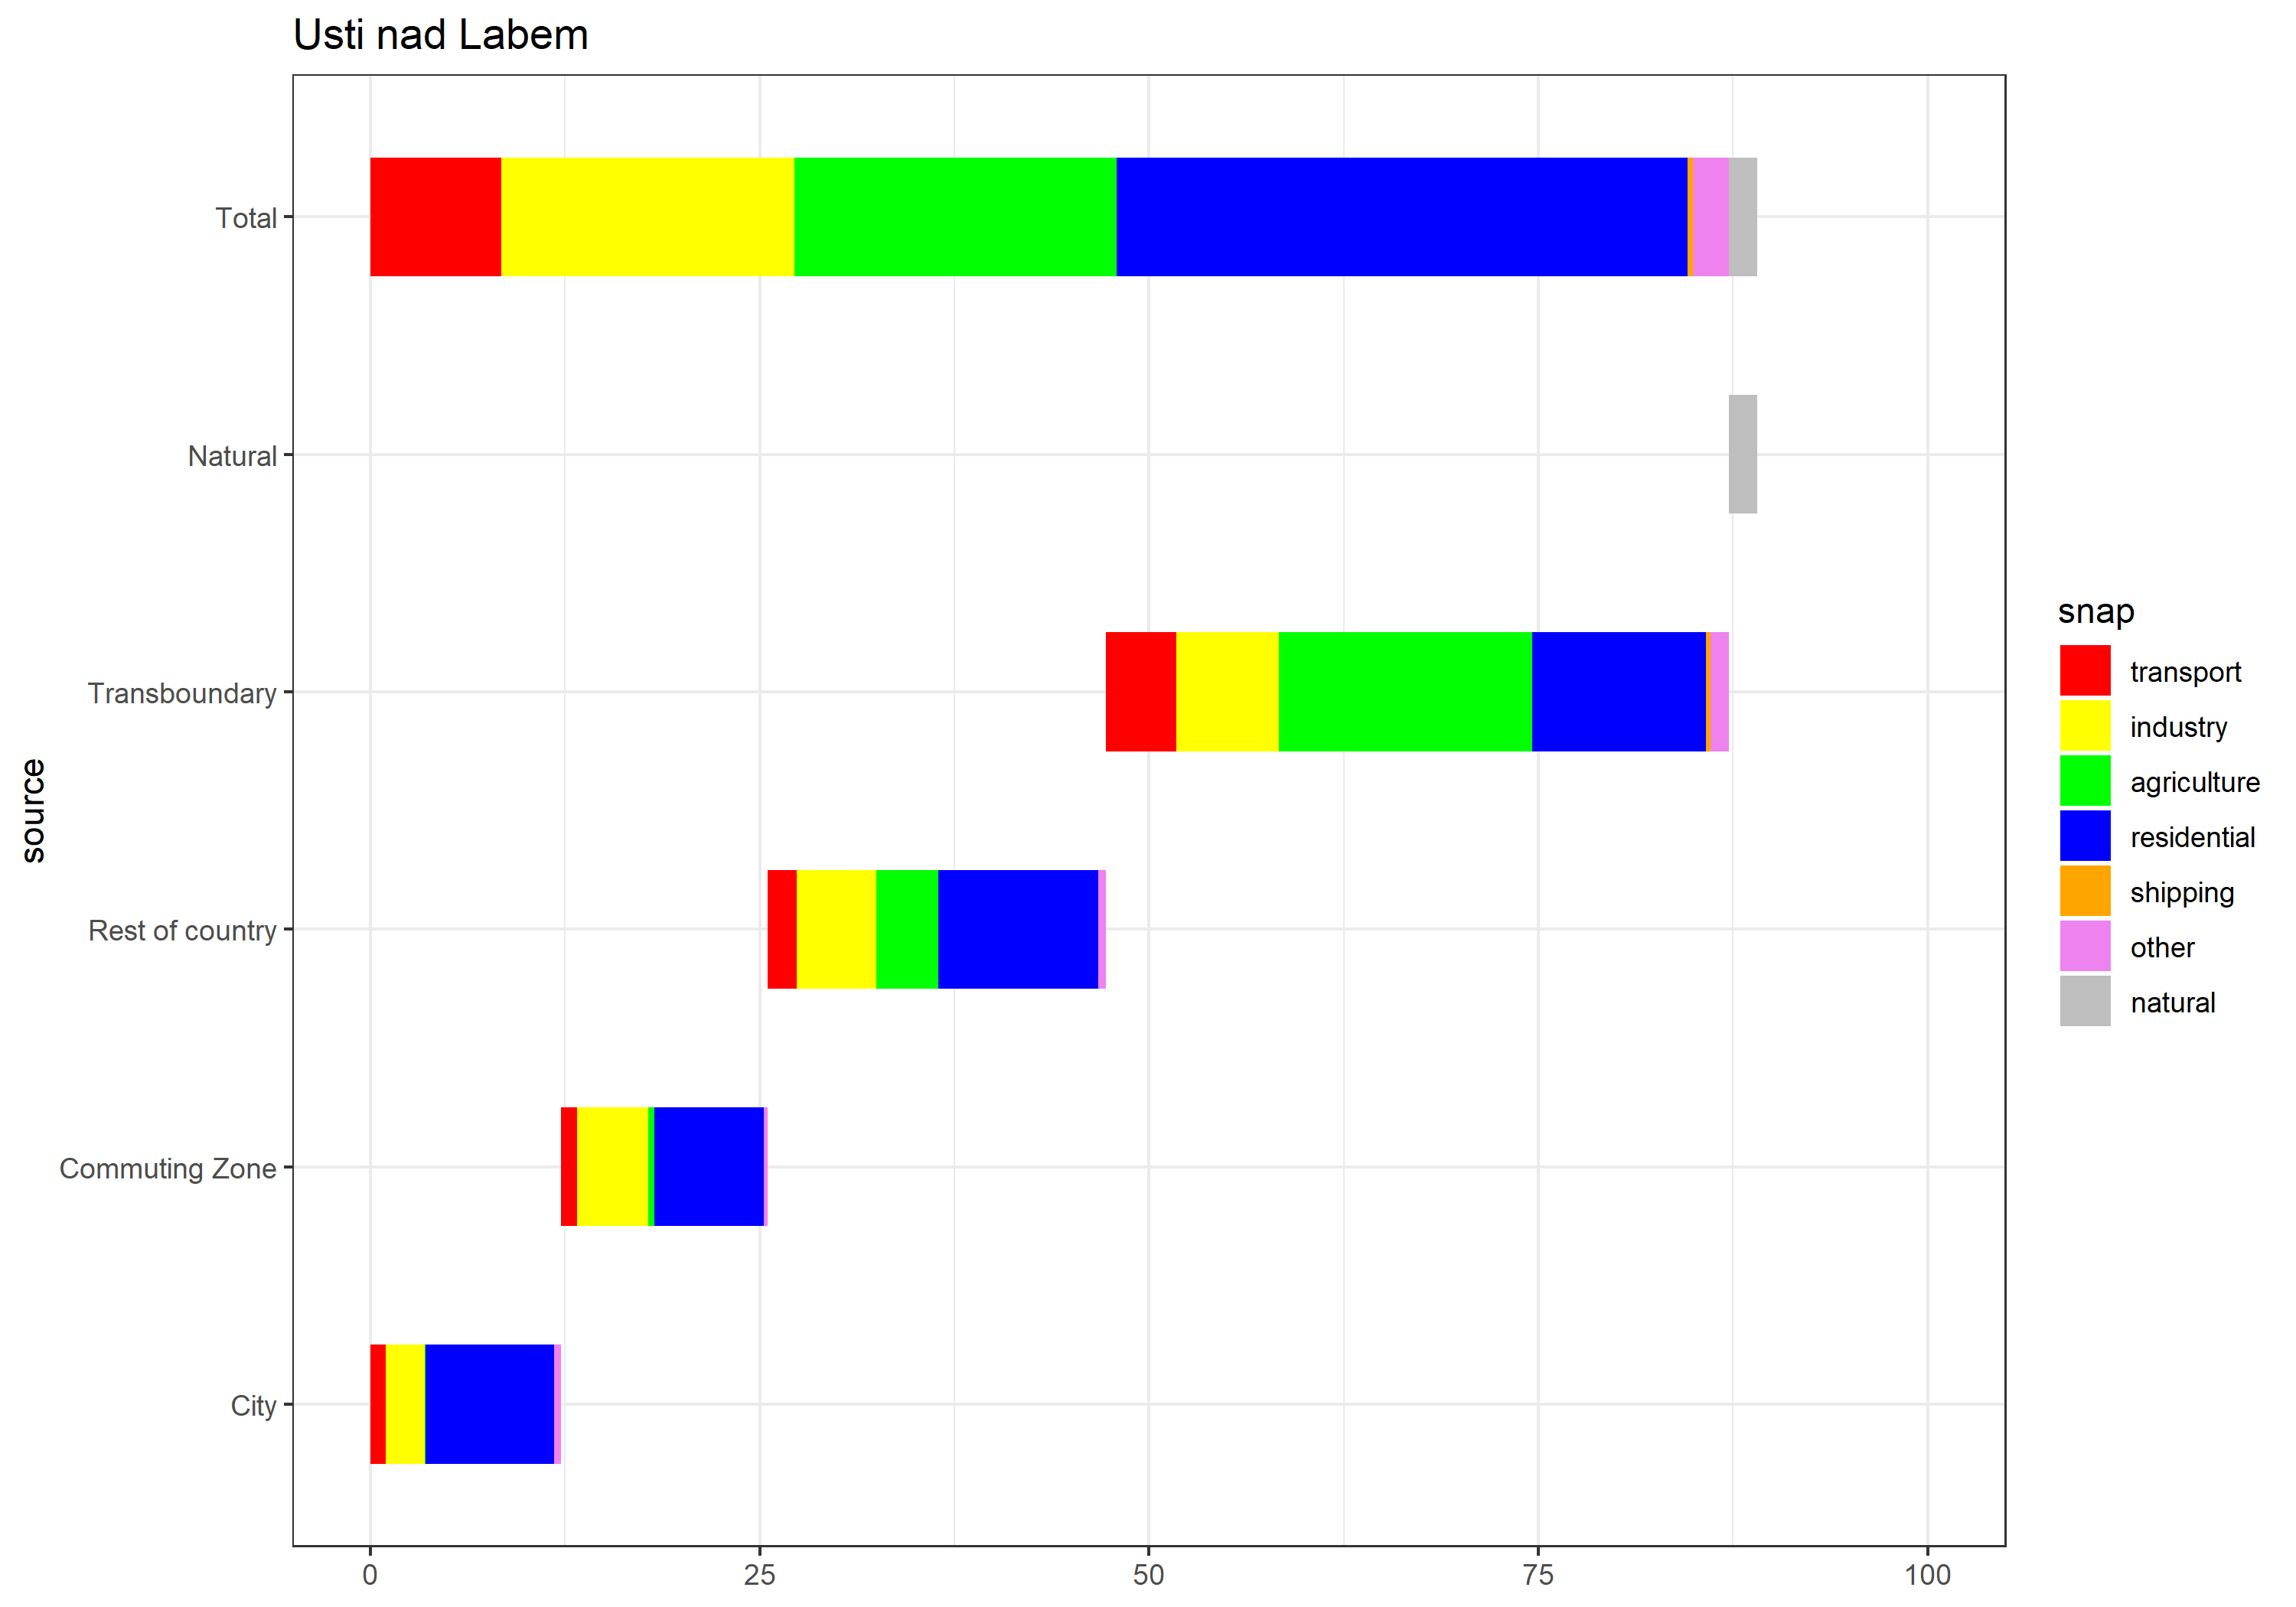 Usti nad Labem
Total
Natural
Transboundary
Rest of country
Commuting Zone
City
source
0 25 50 75 100
snap
transport
industry
agriculture
residential
shipping
other
natural